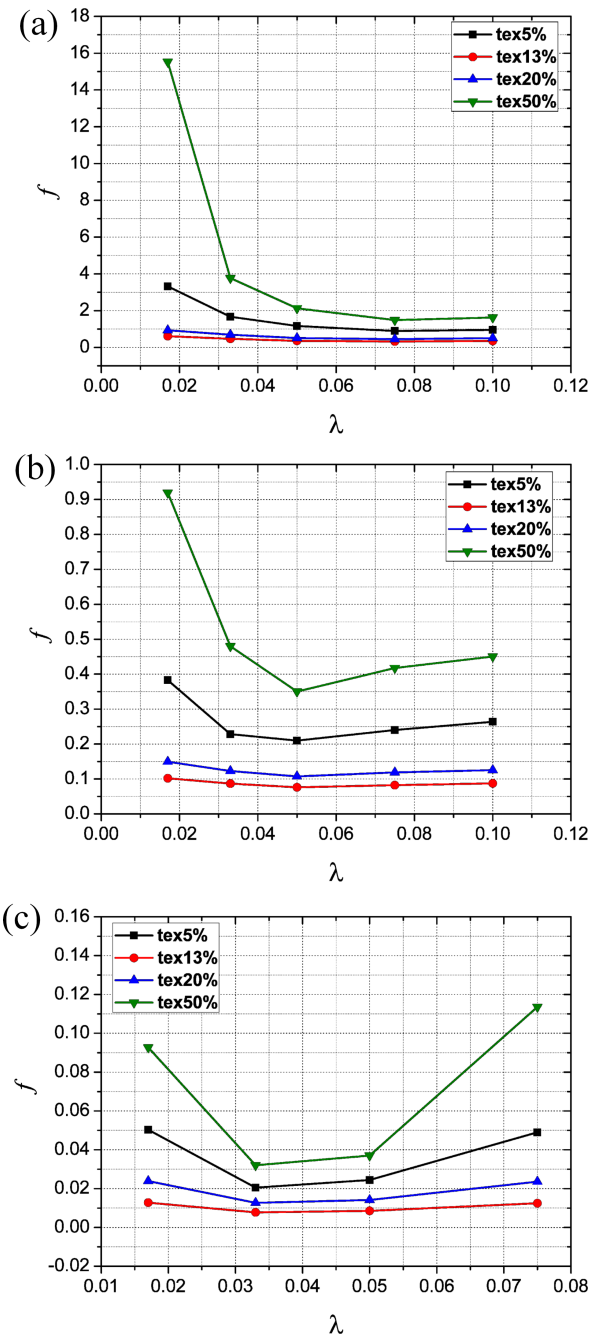 (a)
tex5%
tex13%
tex20%
tex50%
18
16
14
12
10
8
6
4
2
0
f
0.00 0.02 0.04 0.06 0.08 0.10 0.12
λ
(b)
tex5%
tex13%
tex20%
tex50%
1.0
0.9
0.8
0.7
0.6
0.5
0.4
0.3
0.2
0.1
0.0
f
0.00 0.02 0.04 0.06 0.08 0.10 0.12
λ
(c)
tex5%
tex13%
tex20%
tex50%
0.16
0.14
0.12
0.10
0.08
0.06
0.04
0.02
0.00
-0.02
f
0.01 0.02 0.03 0.04 0.05 0.06 0.07 0.08
λ